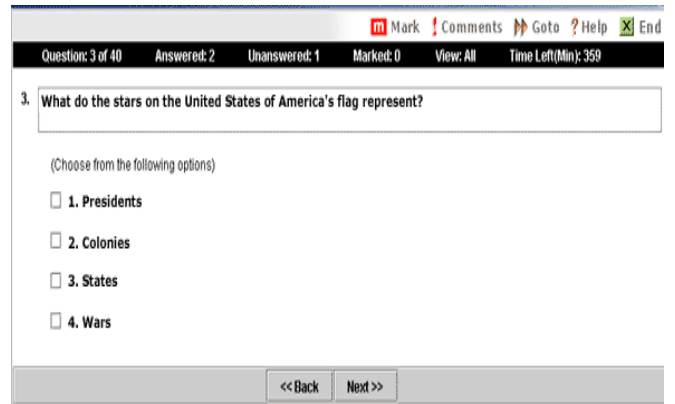 m Mark ! Comments Goto ? Help X End
Question: 3 of 40 Answered: 2 Unanswered: 1 Marked: 0 View: All Time Left(Min): 359
3. What do the stars on the United States of America's flag represent?
(Choose from the following options)
1. Presidents
2. Colonies
3. States
4. Wars
<< Back Next >>